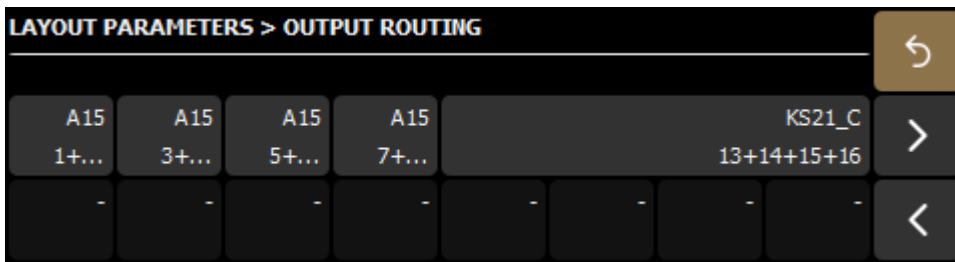 LAYOUT PARAMETERS > OUTPUT ROUTING
A15 A15 A15 A15 KS21_C
1+... 3+... 5+... 7+... 13+14+15+16
- - - - - - - -